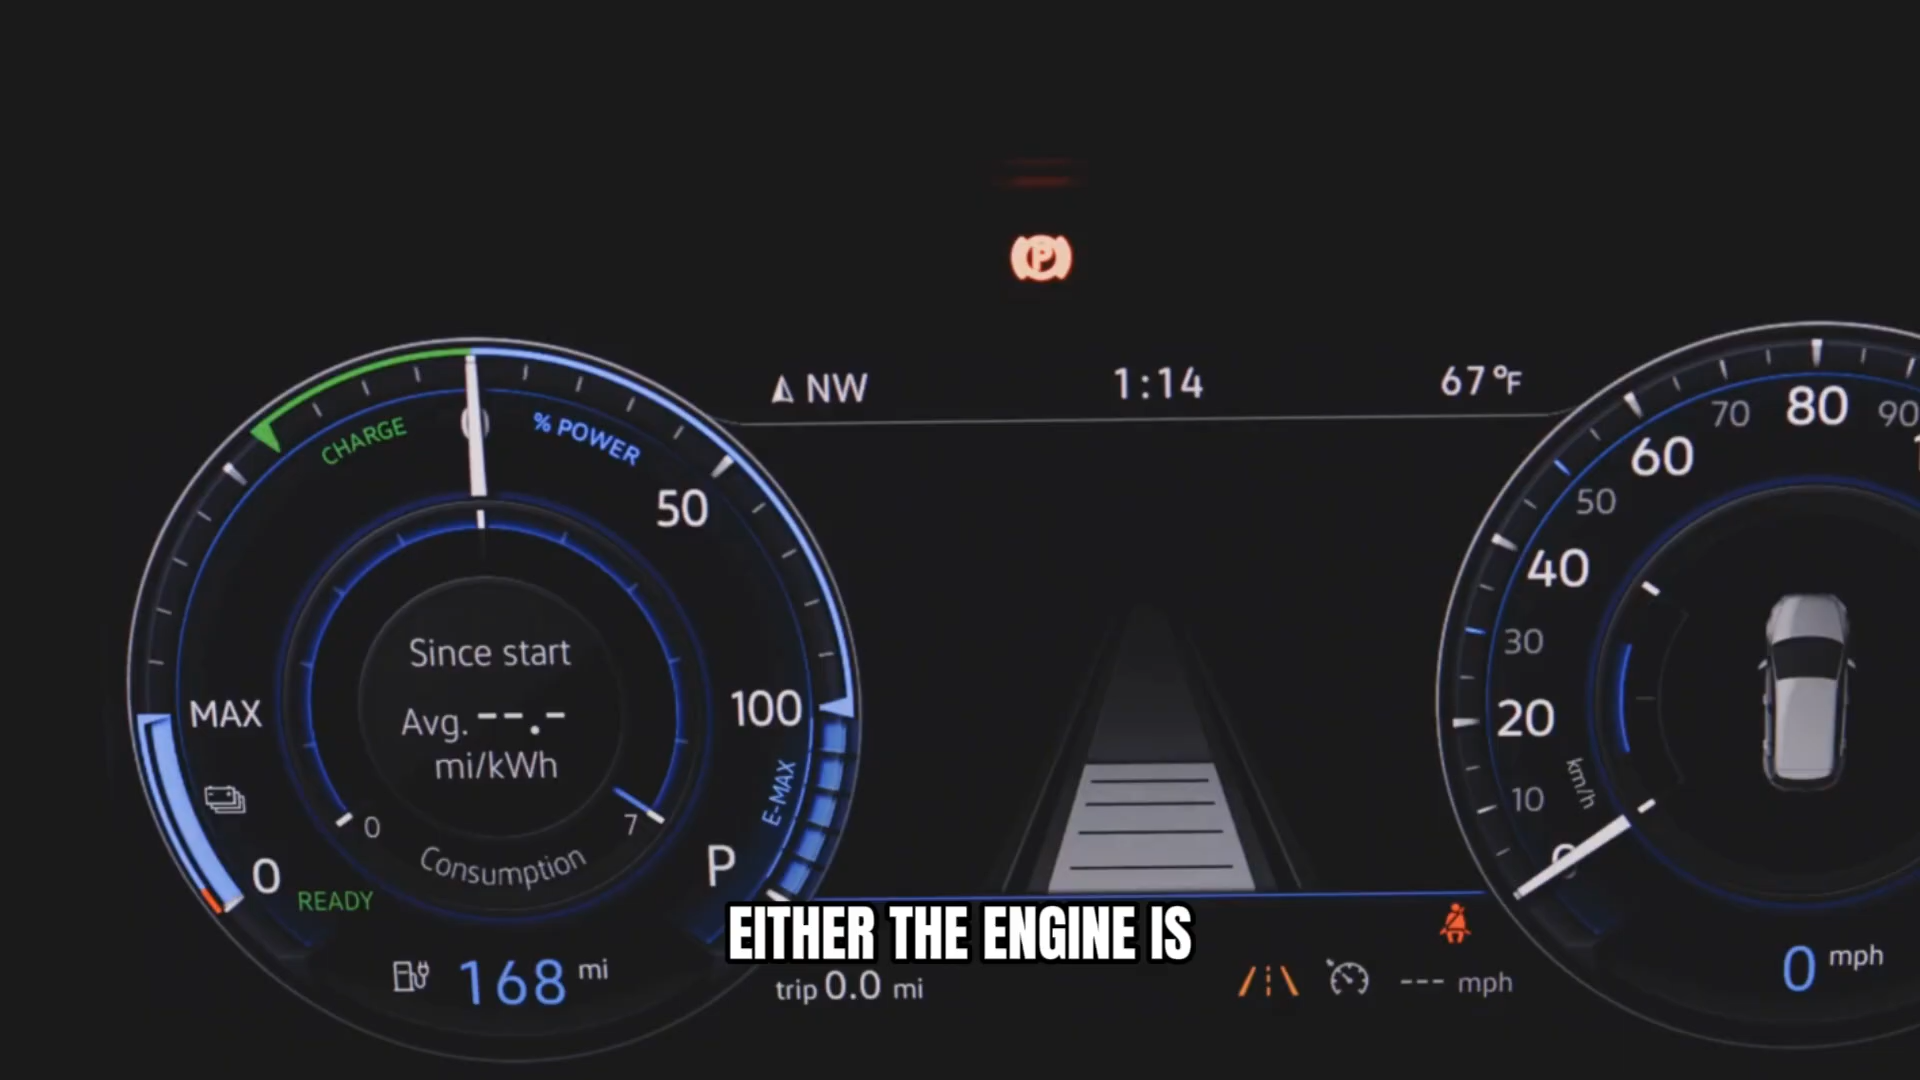 P
NW
1:14
67°F
CHARGE
% POWER
50
100
MAX
0
E-MAX
P
READY
Since start
Avg. --.-
mi/kWh
0
7
Consumption
168 mi
trip 0.0 mi
--- mph
10
20
30
40
50
60
70
80
90
km/h
0 mph
EITHER THE ENGINE IS